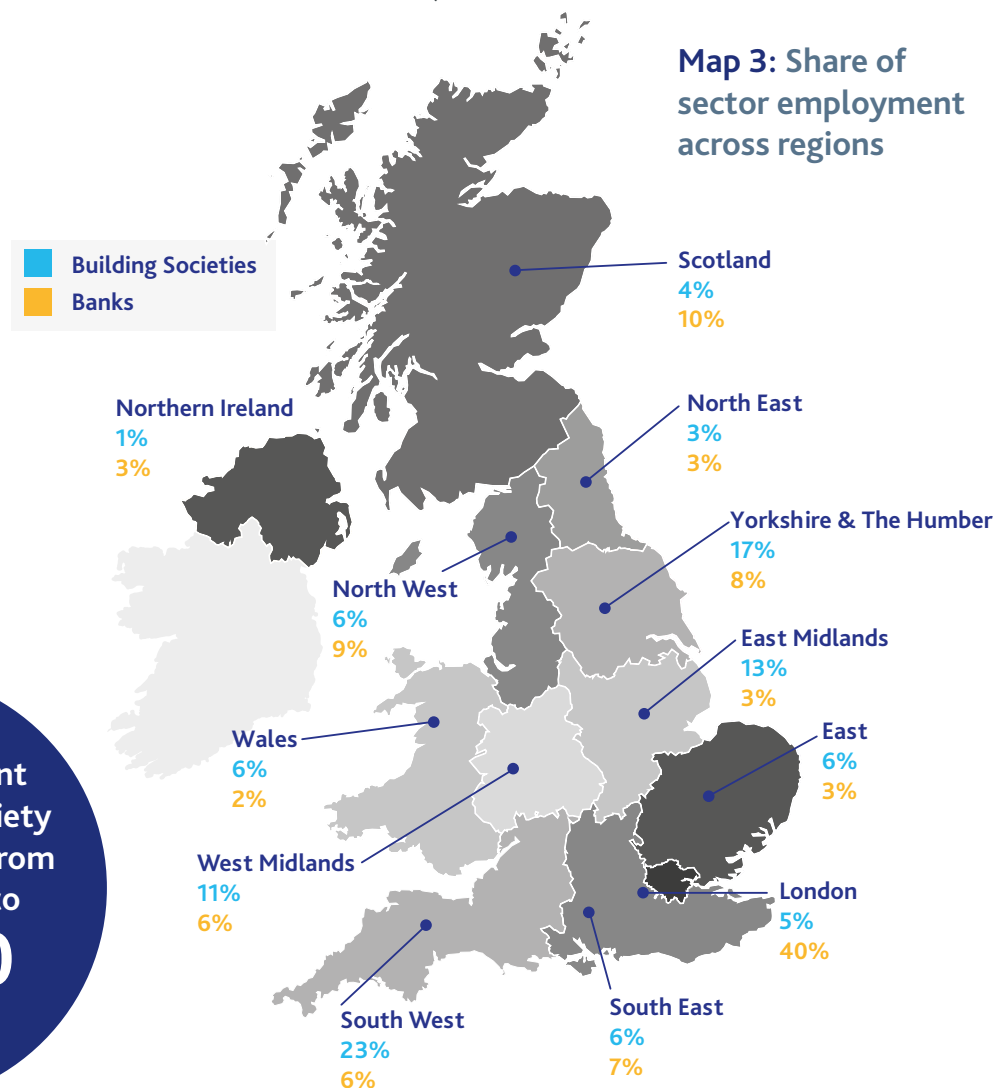 Map 3: Share of
sector employment
across regions
Building Societies
Banks
Scotland
4%
10%
Northern Ireland
1%
3%
North East
3%
3%
Yorkshire & The Humber
17%
8%
North West
6%
9%
East Midlands
13%
3%
Wales
6%
2%
East
6%
3%
West Midlands
11%
6%
London
5%
40%
South West
23%
6%
South East
6%
7%
to